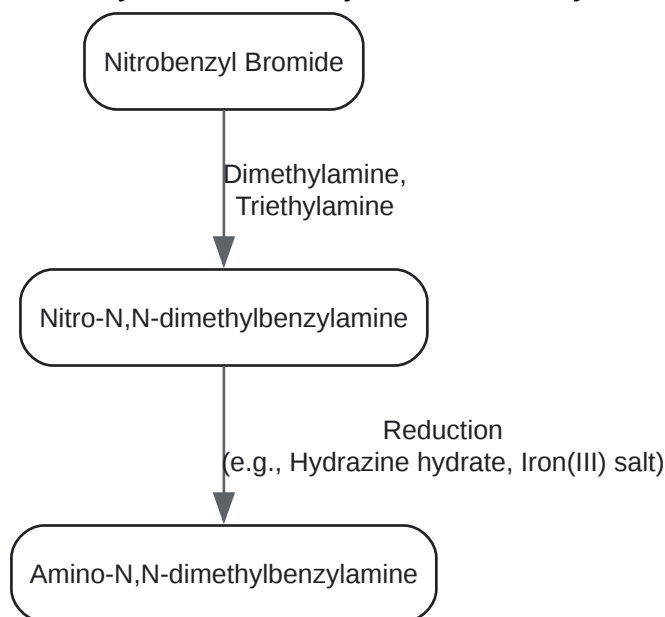 Nitrobenzyl Bromide
Dimethylamine,
Triethylamine
Nitro-N,N-dimethylbenzylamine
Reduction
(e.g., Hydrazine hydrate, Iron(III) salt)
Amino-N,N-dimethylbenzylamine